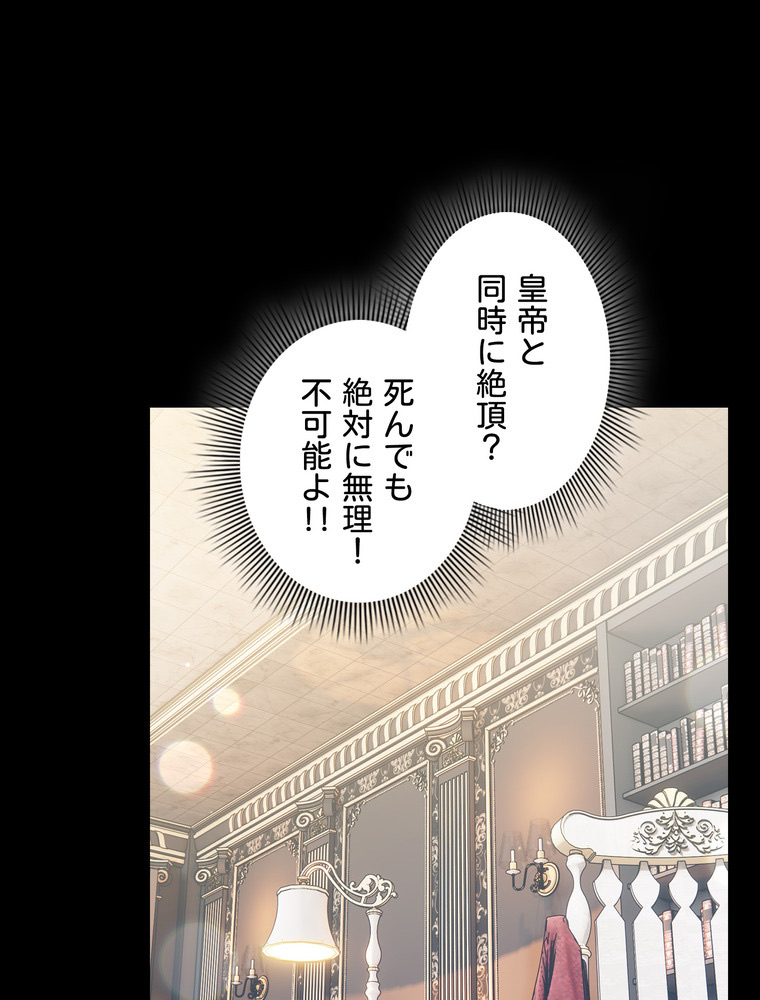 皇帝と
同時に絶頂？
死んでも
絶対に無理！
不可能よ！！